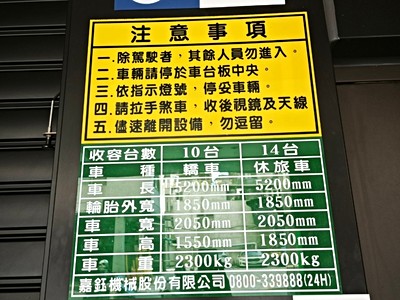 注意事項
一.除駕駛者,其餘人員勿進入。
二.車輛請停於車台板中央。
三.依指示燈號,停妥車輛。
四.請拉手煞車,收後視鏡及天線
五.儘速離開設備,勿逗留。
收容台數 10台 14台
車種 轎車 休旅車
車長 5200mm 5200mm
輪胎外寬 1850mm 1850mm
車寬 2050mm 2050mm
車高 1550mm 1850mm
車重 2300kg 2300kg
嘉鈺機械股份有限公司 0800-339888(24H)